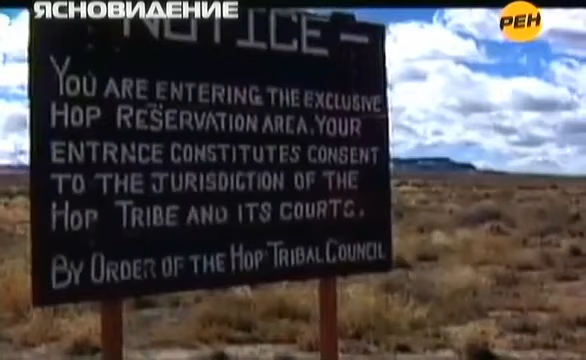 ЯСНОВИДЕНИЕ
РЕН
NOTICE —
YOU ARE ENTERING THE EXCLUSIVE
HOP RESERVATION AREA. YOUR
ENTRNCE CONSTITUTES CONSENT
TO THE JURISDICTION OF THE
HOP TRIBE AND ITS COURTS.
BY ORDER OF THE HOP TRIBAL COUNCIL